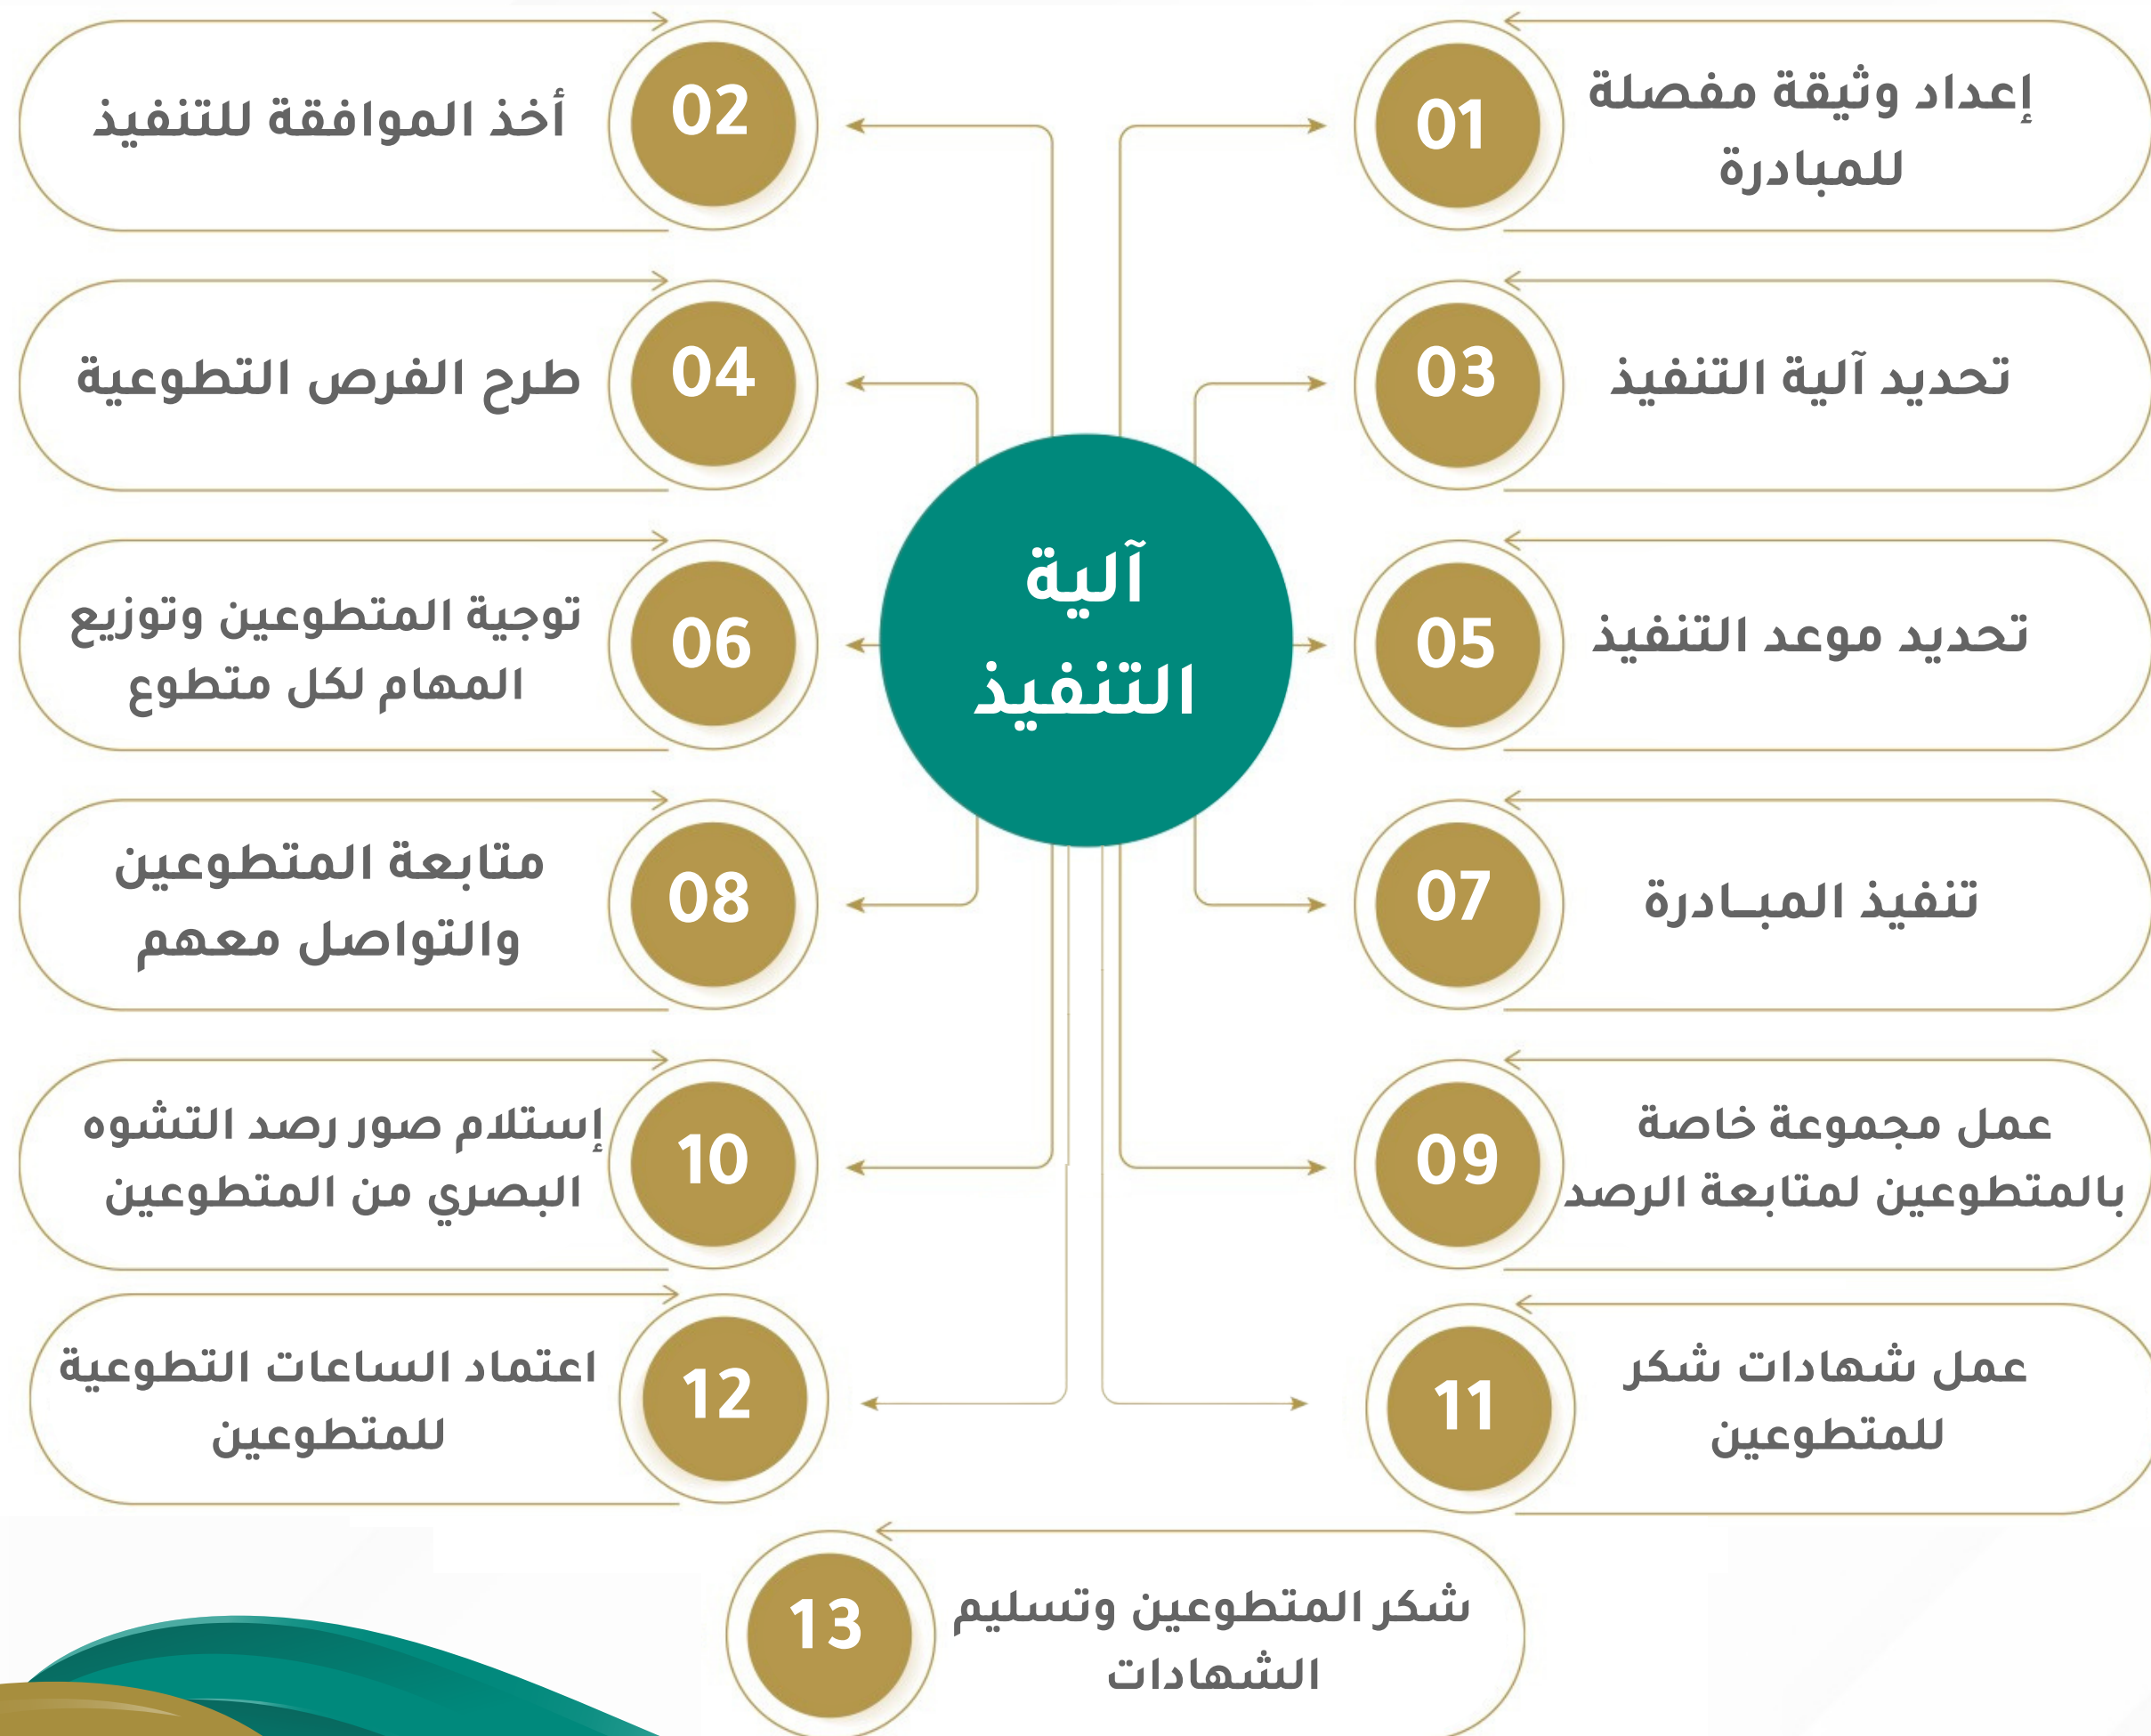 آلية
التنفيذ
01
إعداد وثيقة مفصلة
للمبادرة
02
أخذ الموافقة للتنفيذ
03
تحديد آلية التنفيذ
04
طرح الفرص التطوعية
05
تحديد موعد التنفيذ
06
توجية المتطوعين وتوزيع
المهام لكل متطوع
07
تنفيذ المبــادرة
08
متابعة المتطوعين
والتواصل معهم
09
عمل مجموعة خاصة
بالمتطوعين لمتابعة الرصد
10
إستلام صور رصد التشوه
البصري من المتطوعين
11
عمل شهادات شكر
للمتطوعين
12
اعتماد الساعات التطوعية
للمتطوعين
13
شكر المتطوعين وتسليم
الشهادات